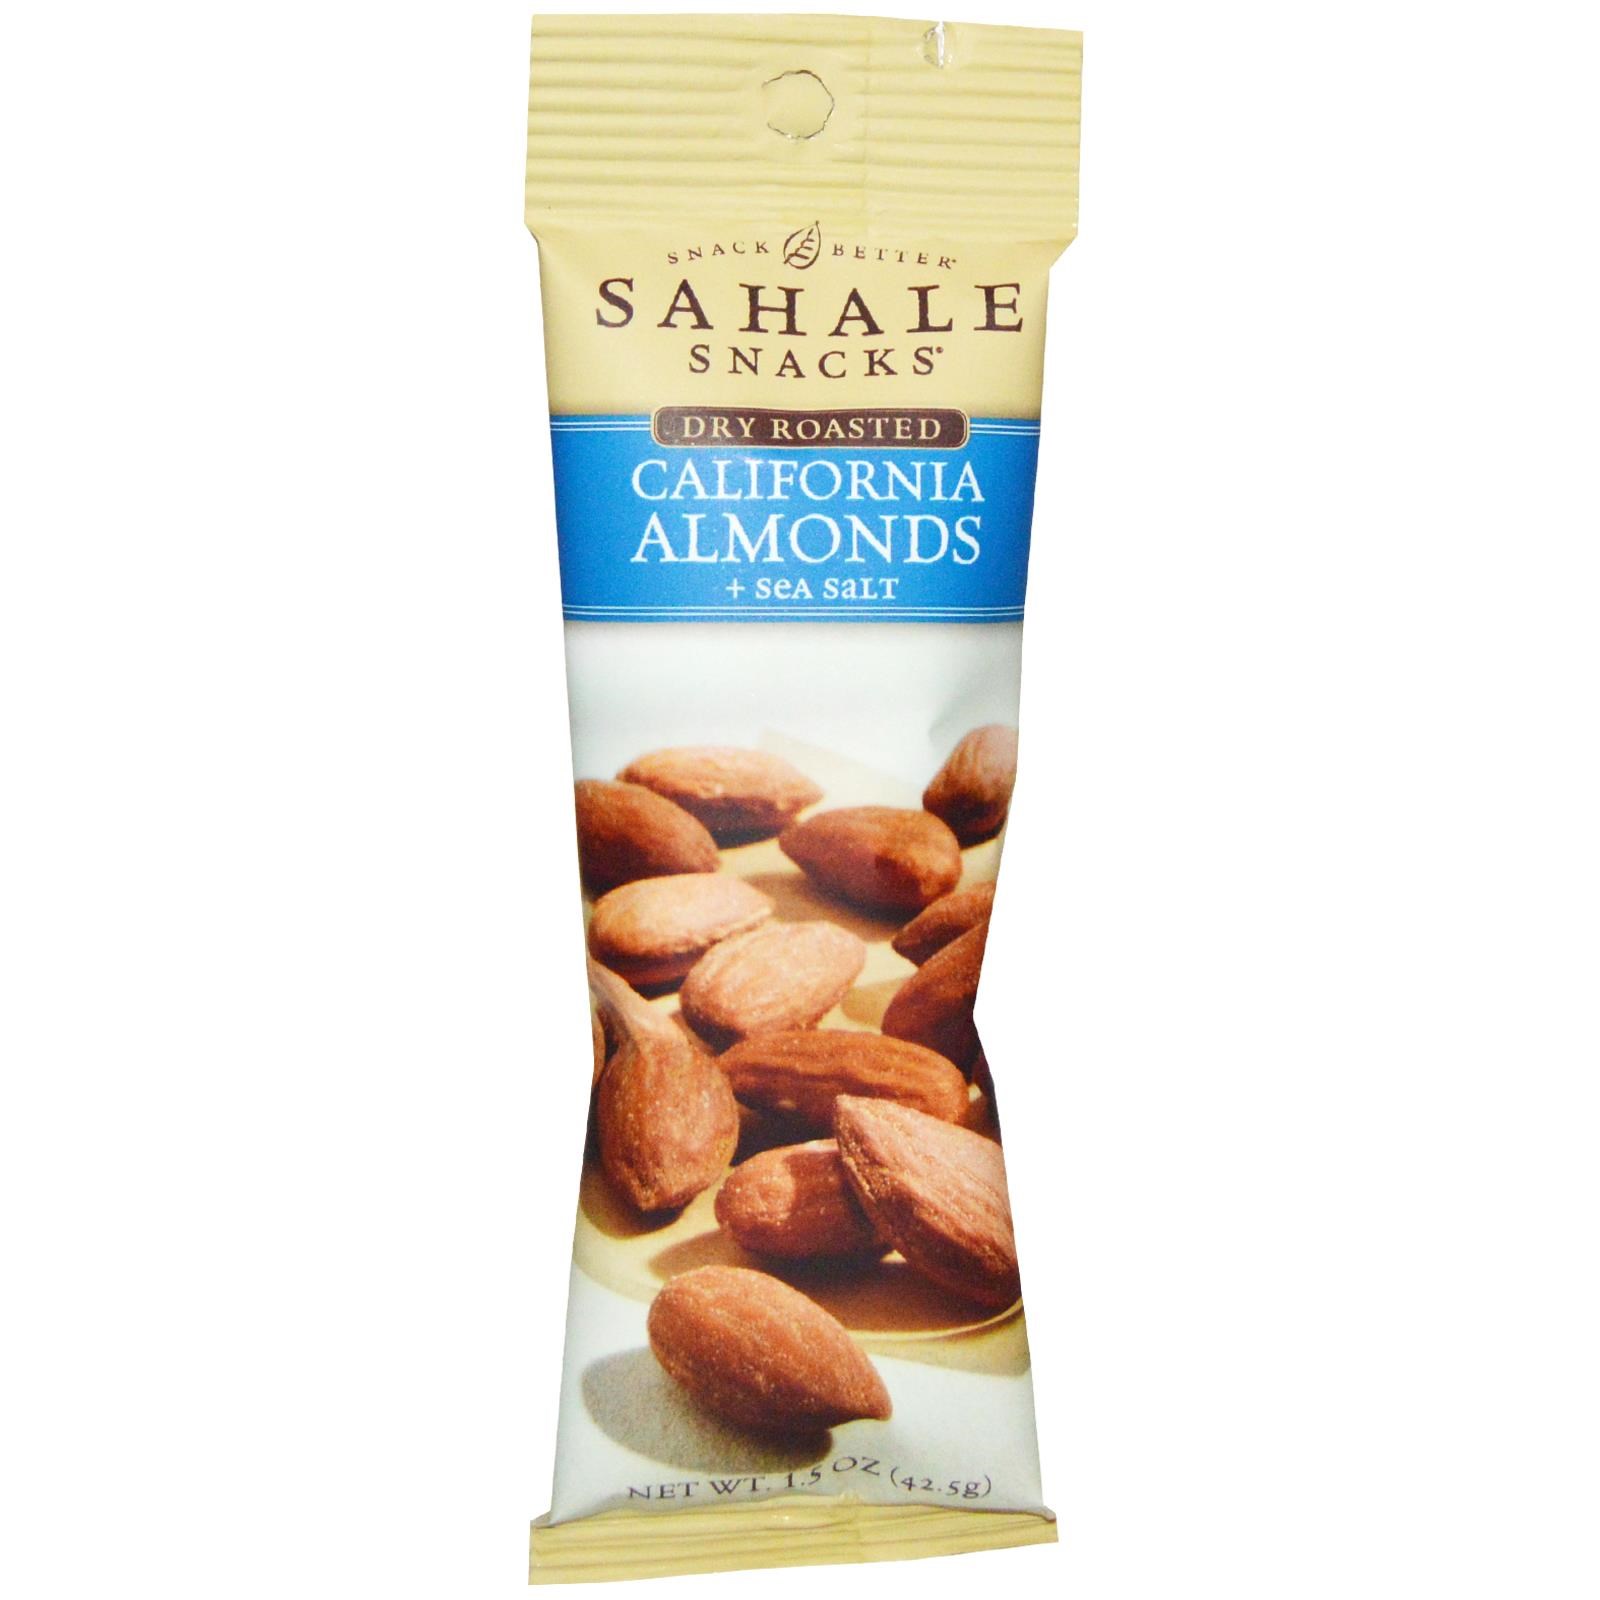 SNACK BETTER®
SAHALE
SNACKS®
DRY ROASTED
CALIFORNIA
ALMONDS
+ SEA SALT
NET WT. 1.5 OZ (42.5g)